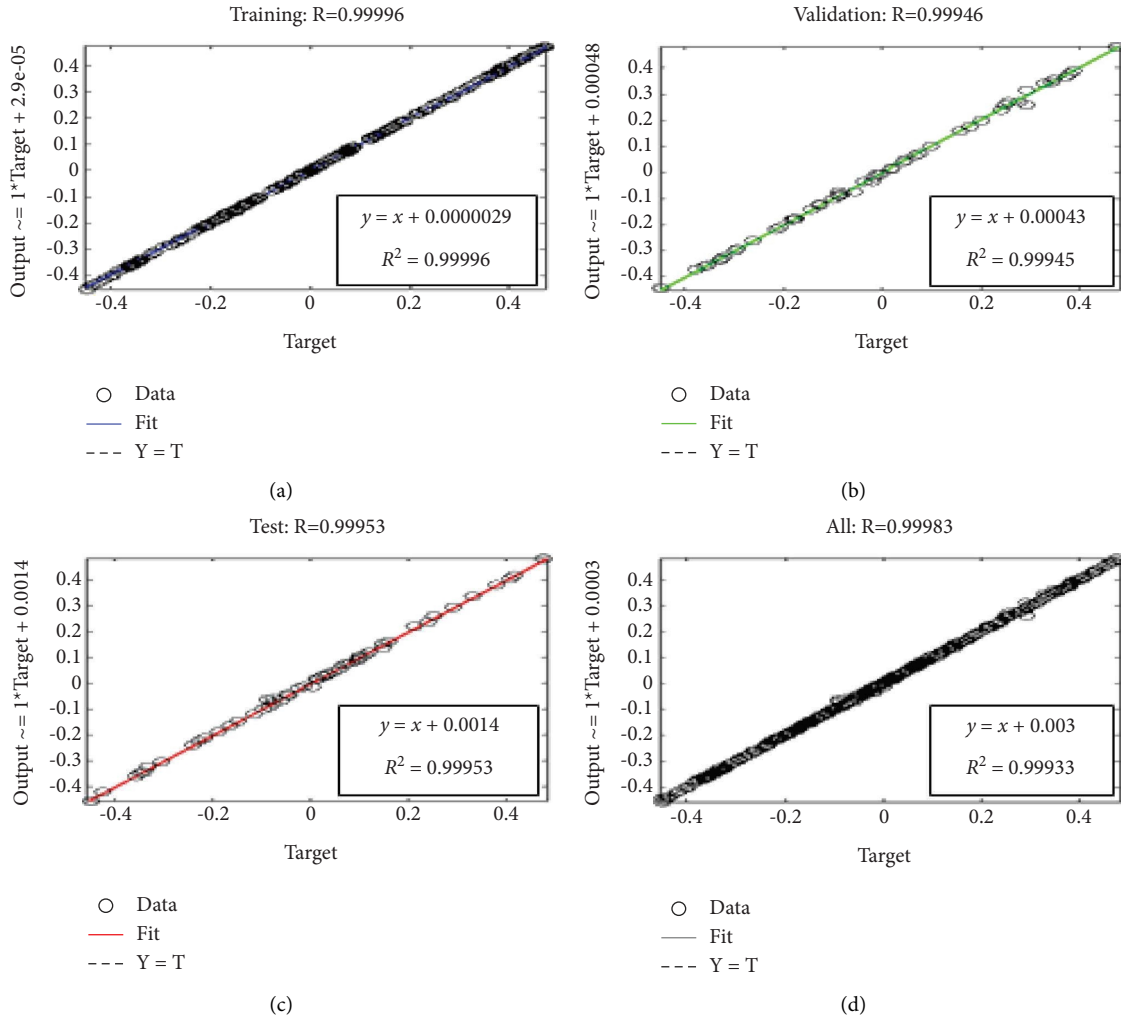 Training: R=0.99996
Output ~= 1*Target + 2.9e-05
0.4
0.3
0.2
0.1
0
-0.1
-0.2
-0.3
-0.4
y = x + 0.0000029
R² = 0.99996
-0.4 -0.2 0 0.2 0.4
Target
Data
Fit
Y = T
(a)
Validation: R=0.99946
Output ~= 1*Target + 0.00048
0.4
0.3
0.2
0.1
0
-0.1
-0.2
-0.3
-0.4
y = x + 0.00043
R² = 0.99945
-0.4 -0.2 0 0.2 0.4
Target
Data
Fit
Y = T
(b)
Test: R=0.99953
Output ~= 1*Target + 0.0014
0.4
0.3
0.2
0.1
0
-0.1
-0.2
-0.3
-0.4
y = x + 0.0014
R² = 0.99953
-0.4 -0.2 0 0.2 0.4
Target
Data
Fit
Y = T
(c)
All: R=0.99983
Output ~= 1*Target + 0.0003
0.4
0.3
0.2
0.1
0
-0.1
-0.2
-0.3
-0.4
y = x + 0.003
R² = 0.99933
-0.4 -0.2 0 0.2 0.4
Target
Data
Fit
Y = T
(d)